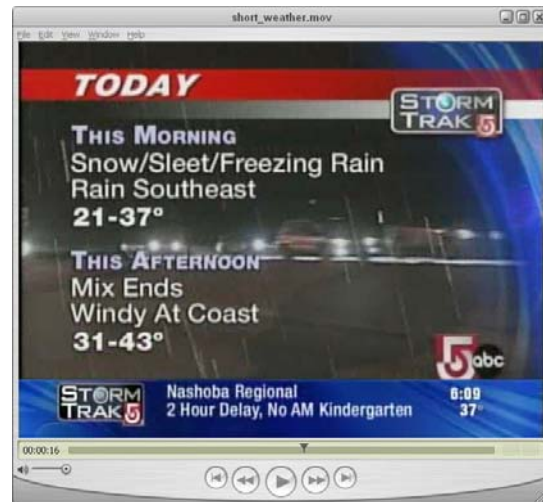 short_weather.mov
File Edit View Window Help
TODAY
STORM
TRAK 5
THIS MORNING
Snow/Sleet/Freezing Rain
Rain Southeast
21-37°
THIS AFTERNOON
Mix Ends
Windy At Coast
31-43°
5 abc
STORM
TRAK 5
Nashoba Regional
2 Hour Delay, No AM Kindergarten
6:09
37°
00:00:16